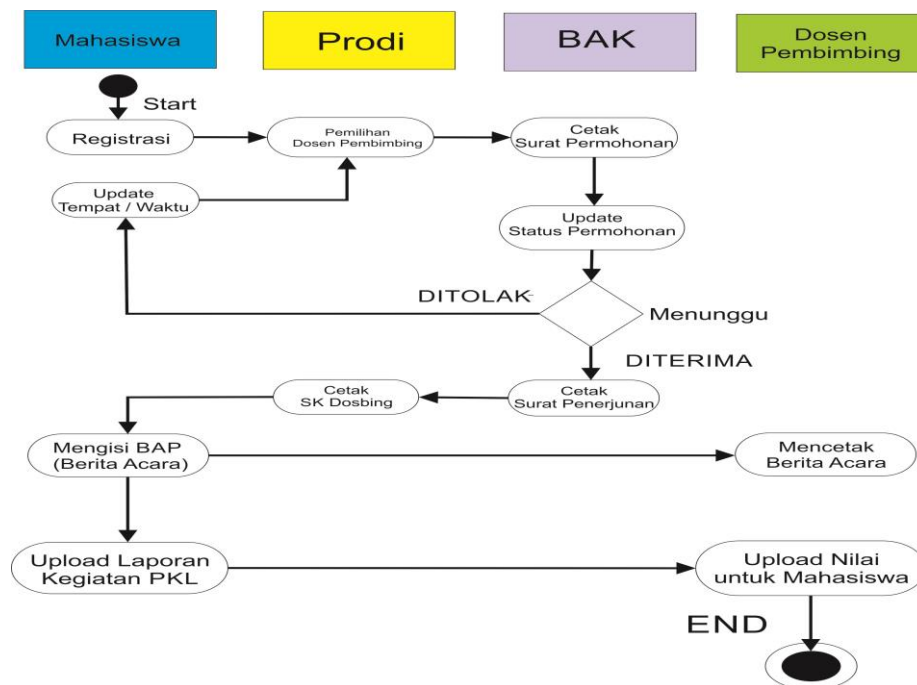 Mahasiswa
Prodi
BAK
Dosen
Pembimbing
Start
Registrasi
Pemilihan
Dosen Pembimbing
Cetak
Surat Permohonan
Update
Tempat / Waktu
Update
Status Permohonan
DITOLAK
Menunggu
DITERIMA
Cetak
SK Dosbing
Cetak
Surat Penerjunan
Mengisi BAP
(Berita Acara)
Mencetak
Berita Acara
Upload Laporan
Kegiatan PKL
Upload Nilai
untuk Mahasiswa
END